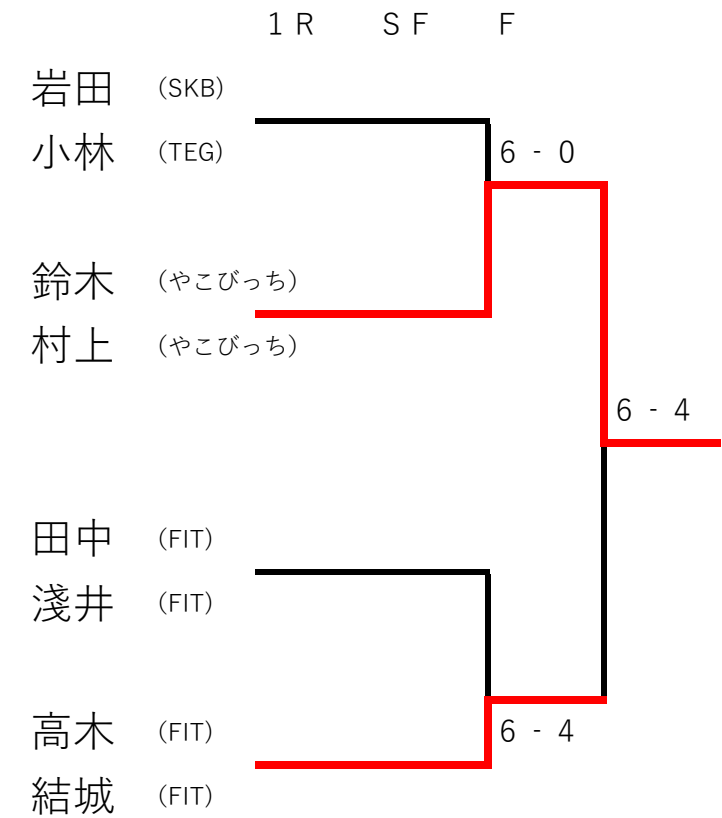 １Ｒ ＳＦ Ｆ
岩田 （SKB）
小林 （TEG）
６‐０
鈴木 （やこびっち）
村上 （やこびっち）
６‐４
田中 （FIT）
淺井 （FIT）
高木 （FIT）
６‐４
結城 （FIT）